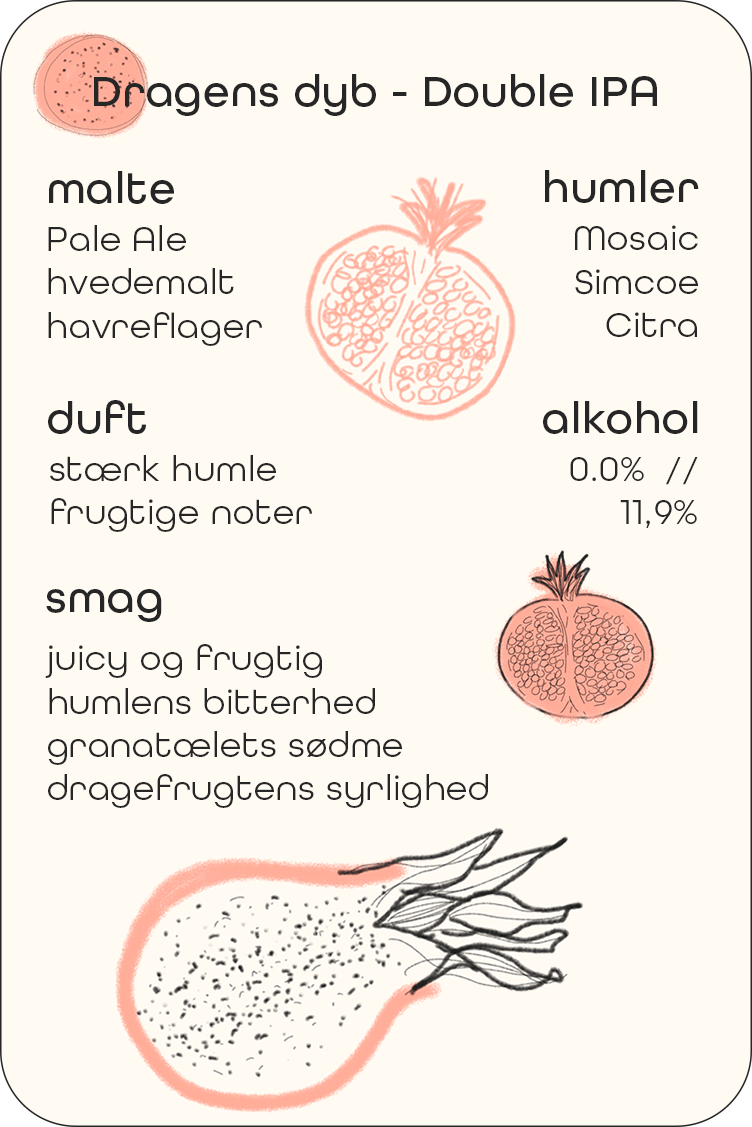 Dragens dyb - Double IPA
malte
Pale Ale
hvedemalt
havreflager
humler
Mosaic
Simcoe
Citra
duft
stærk humle
frugtige noter
alkohol
0.0% //
11,9%
smag
juicy og frugtig
humlens bitterhed
granatælets sødme
dragefrugtens syrlighed